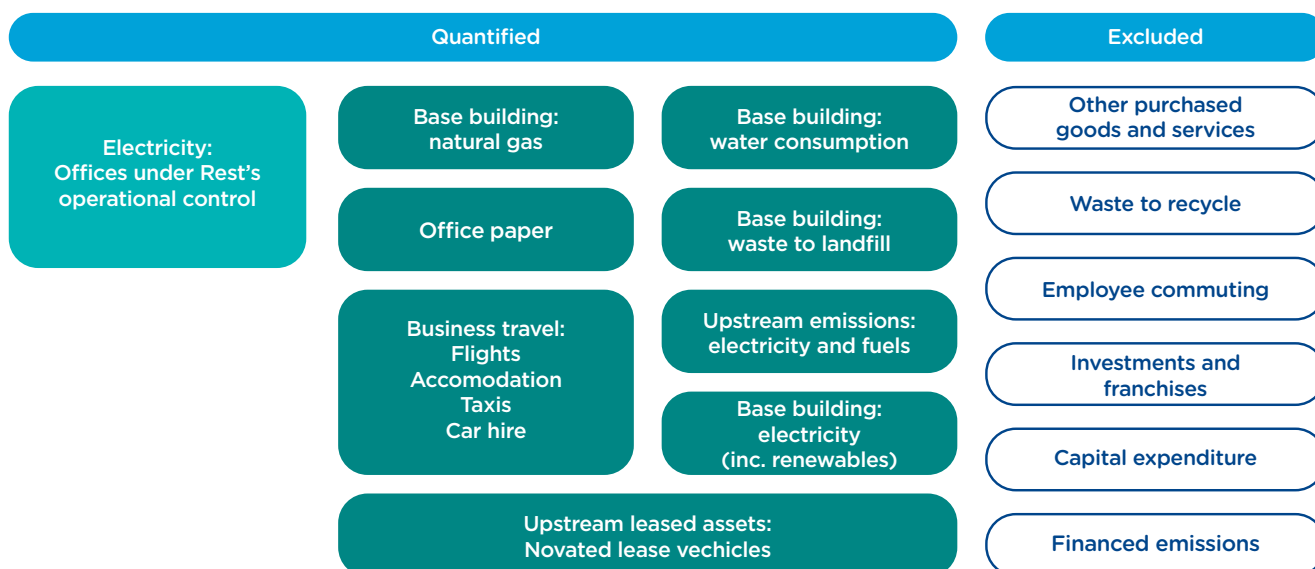 Quantified
Excluded
Electricity:
Offices under Rest’s
operational control
Base building:
natural gas
Base building:
water consumption
Office paper
Base building:
waste to landfill
Business travel:
Flights
Accomodation
Taxis
Car hire
Upstream emissions:
electricity and fuels
Base building:
electricity
(inc. renewables)
Upstream leased assets:
Novated lease vechicles
Other purchased
goods and services
Waste to recycle
Employee commuting
Investments and
franchises
Capital expenditure
Financed emissions